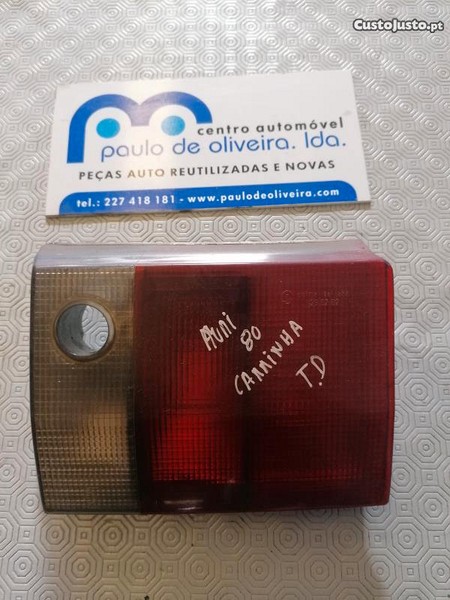 CustoJusto.pt
centro automóvel
paulo de oliveira. lda.
PEÇAS AUTO REUTILIZADAS E NOVAS
tel.: 227 418 181 - www.paulodeoliveira.com
AUDI
80
CARRINHA
T.D